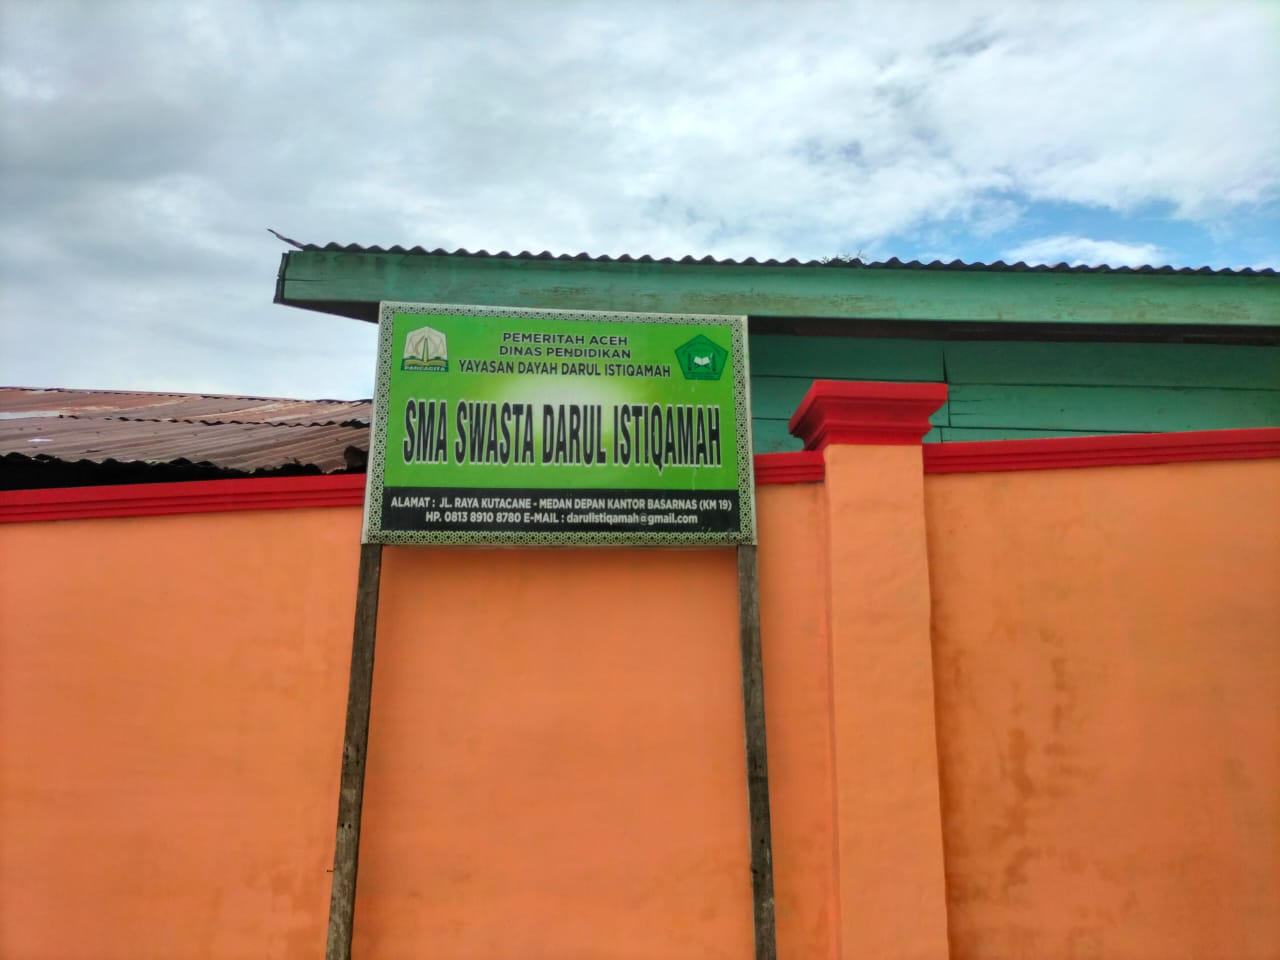 PEMERITAH ACEH
DINAS PENDIDIKAN
YAYASAN DAYAH DARUL ISTIQAMAH
PANCACITA
SMA SWASTA DARUL ISTIQAMAH
ALAMAT : JL. RAYA KUTACANE - MEDAN DEPAN KANTOR BASARNAS (KM 19)
HP. 0813 8910 8780 E-MAIL : darulistiqamah@gmail.com